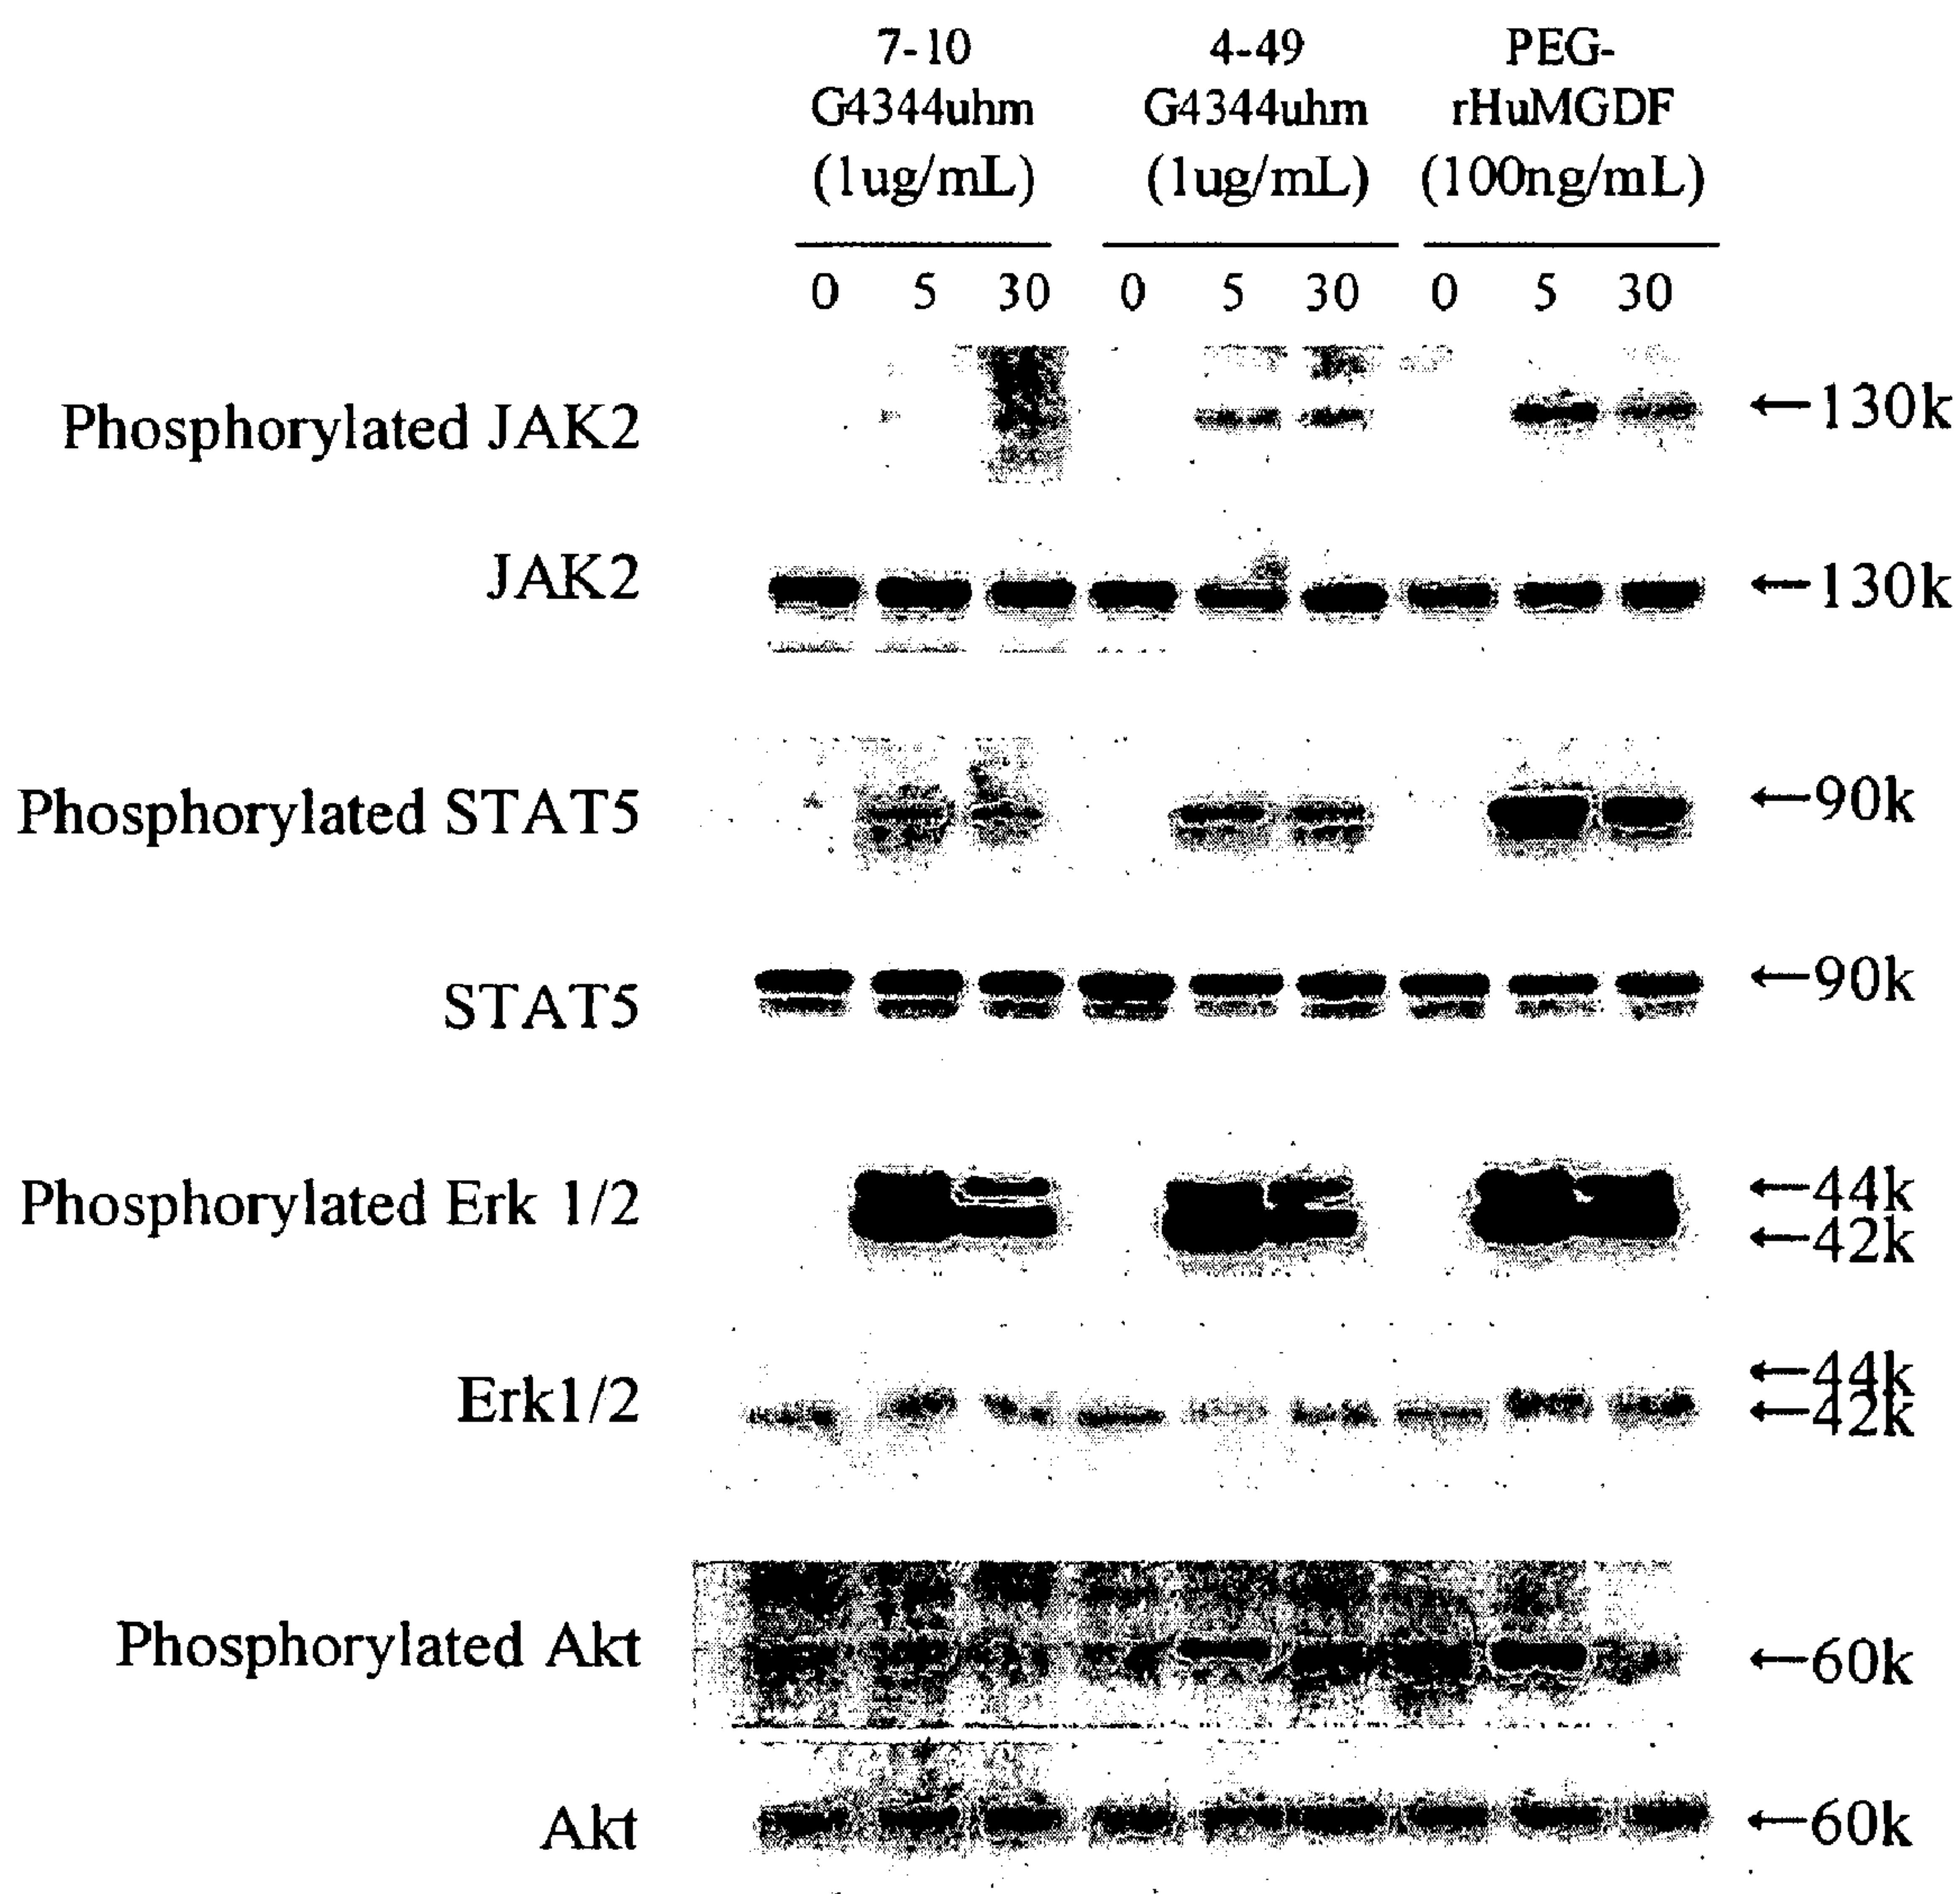 7-10 4-49 PEG-
G4344uhm G4344uhm rHuMGDF
(1ug/mL) (1ug/mL) (100ng/mL)
0 5 30 0 5 30 0 5 30
Phosphorylated JAK2 ←130k
JAK2 ←130k
Phosphorylated STAT5 ←90k
STAT5 ←90k
Phosphorylated Erk 1/2 ←44k
←42k
Erk1/2 ←44k
←42k
Phosphorylated Akt ←60k
Akt ←60k